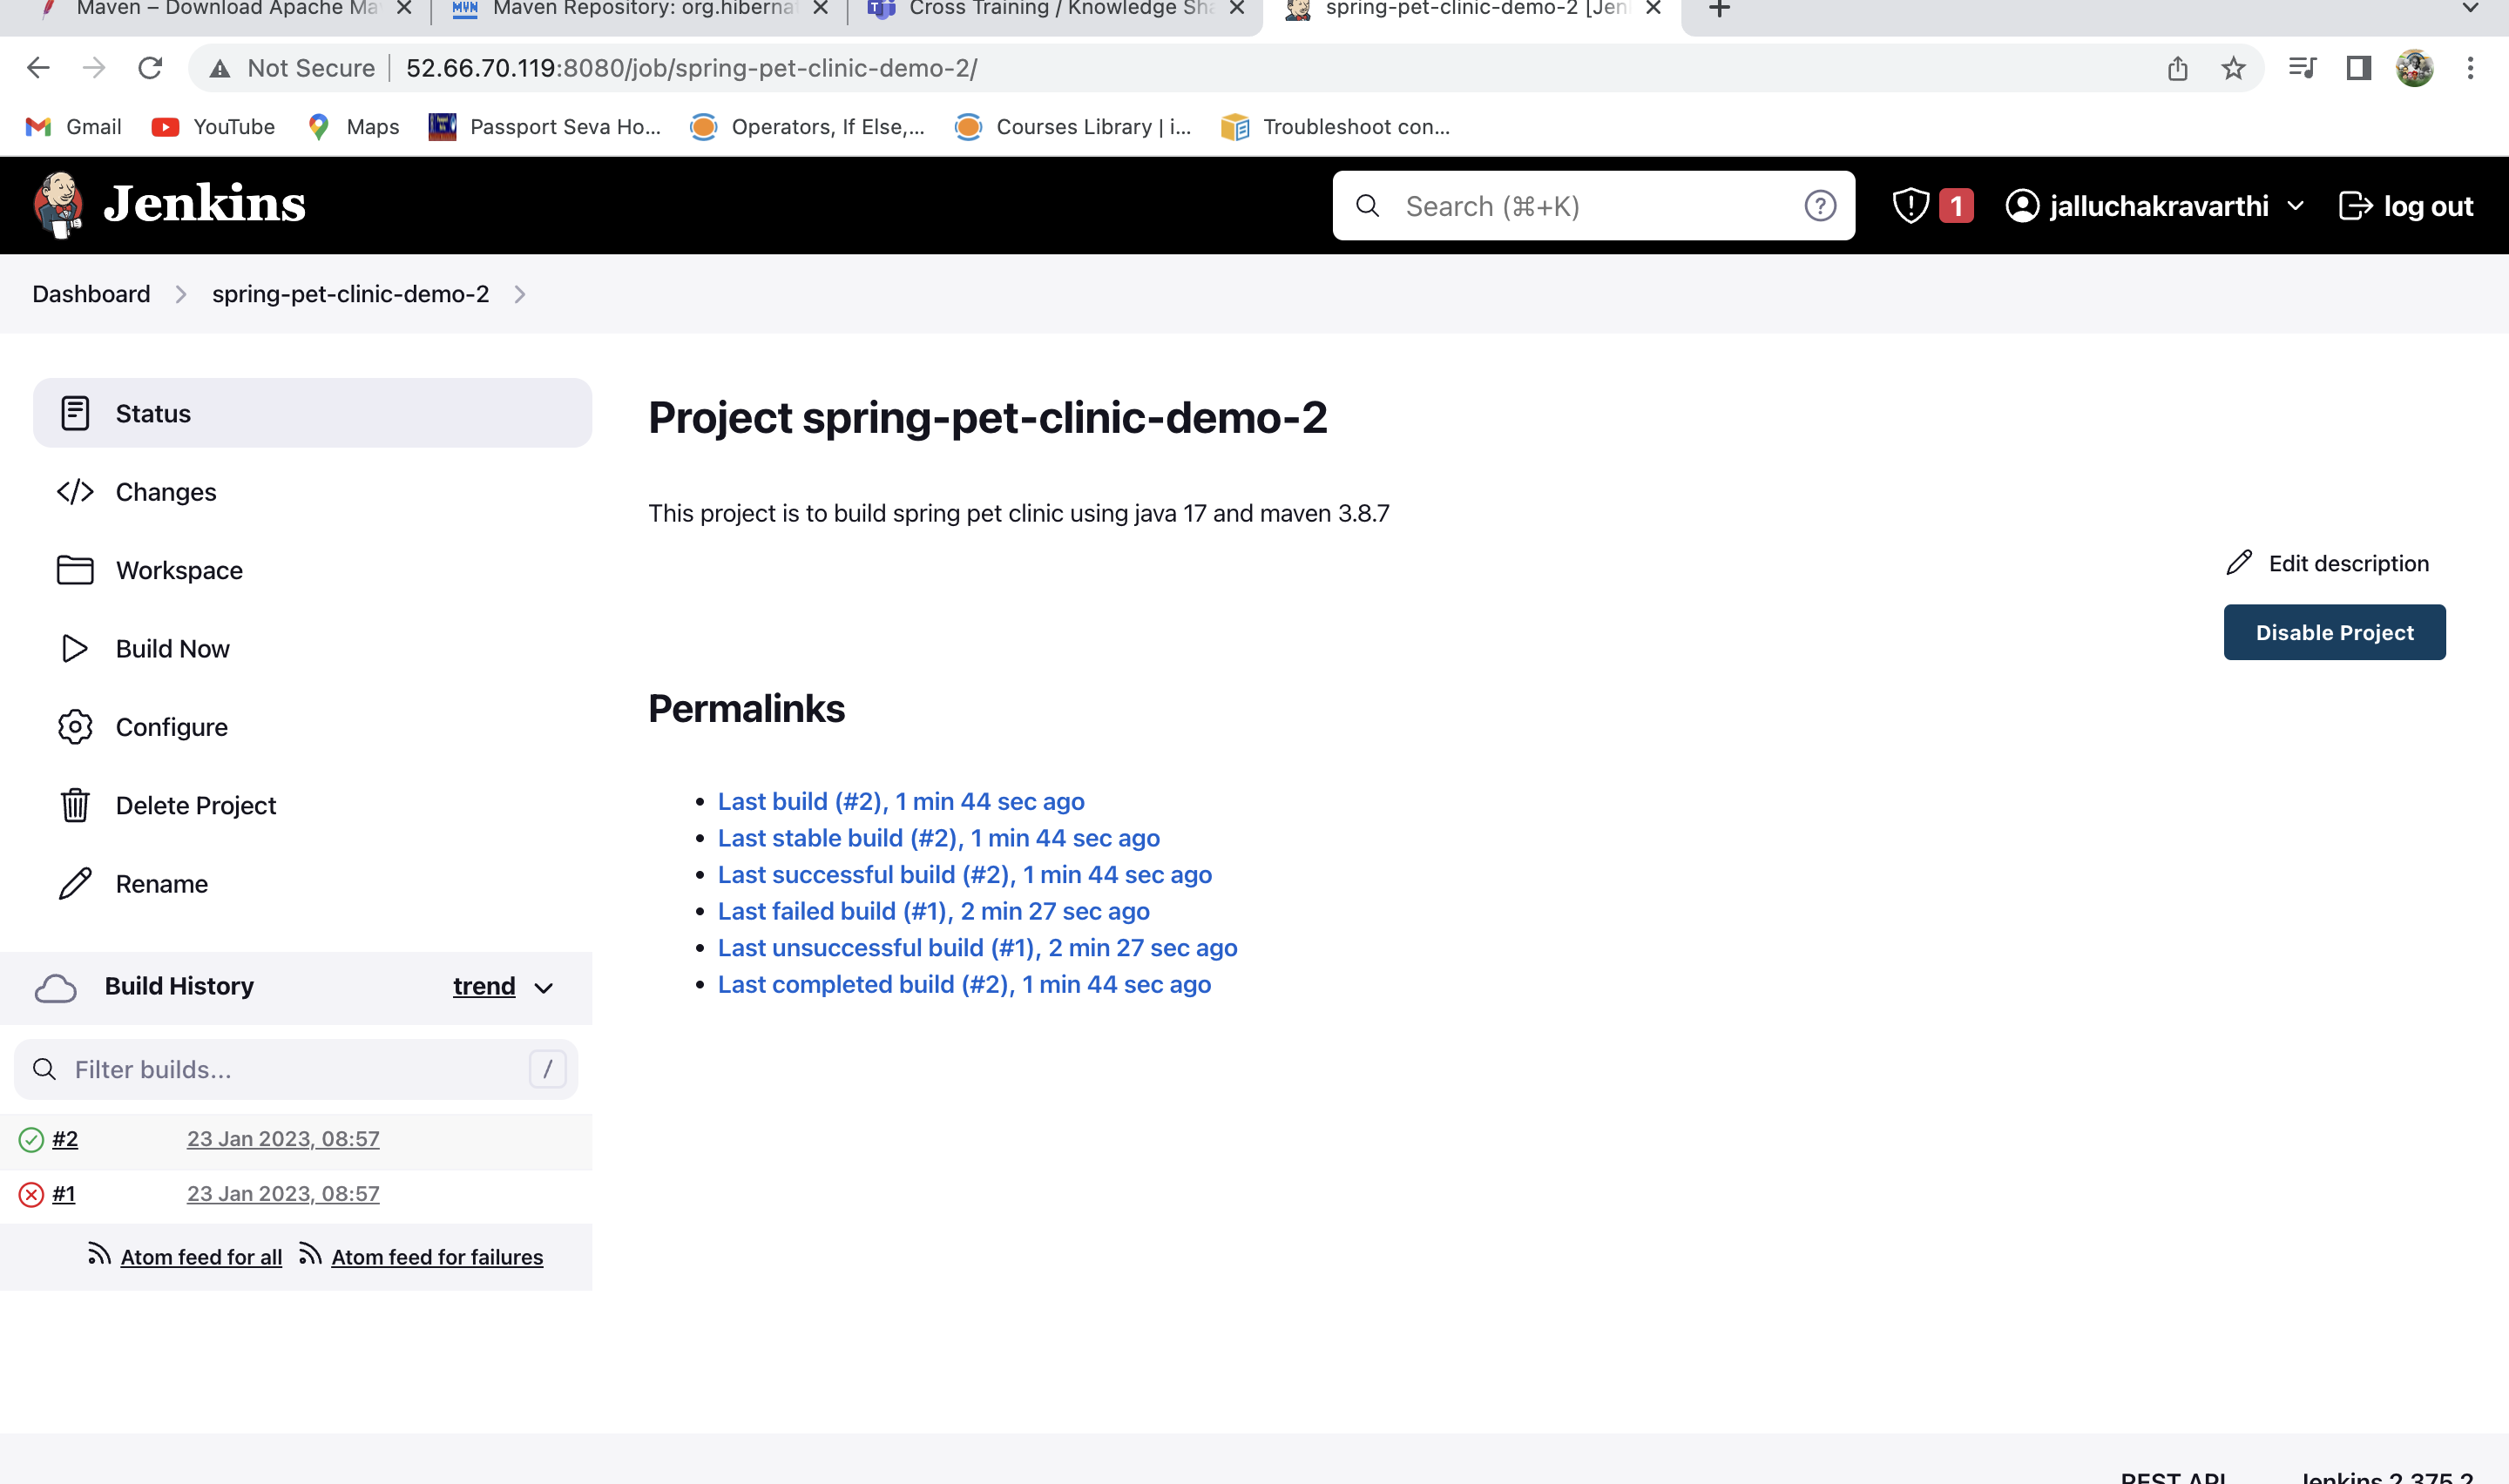 Maven – Download Apache Ma
MVN Maven Repository: org.hiberna
Cross Training / Knowledge Sha
spring-pet-clinic-demo-2 [Jen
Not Secure 52.66.70.119:8080/job/spring-pet-clinic-demo-2/
Gmail YouTube Maps Passport Seva Ho... Operators, If Else,... Courses Library | i... Troubleshoot con...
Jenkins Search (⌘+K) ? 1 jalluchakravarthi log out
Dashboard spring-pet-clinic-demo-2
Status
Changes
Workspace
Build Now
Configure
Delete Project
Rename
Build History trend
Filter builds... /
#2 23 Jan 2023, 08:57
#1 23 Jan 2023, 08:57
Atom feed for all Atom feed for failures
Project spring-pet-clinic-demo-2
This project is to build spring pet clinic using java 17 and maven 3.8.7
Edit description
Disable Project
Permalinks
Last build (#2), 1 min 44 sec ago
Last stable build (#2), 1 min 44 sec ago
Last successful build (#2), 1 min 44 sec ago
Last failed build (#1), 2 min 27 sec ago
Last unsuccessful build (#1), 2 min 27 sec ago
Last completed build (#2), 1 min 44 sec ago
REST API Jenkins 2.375.2